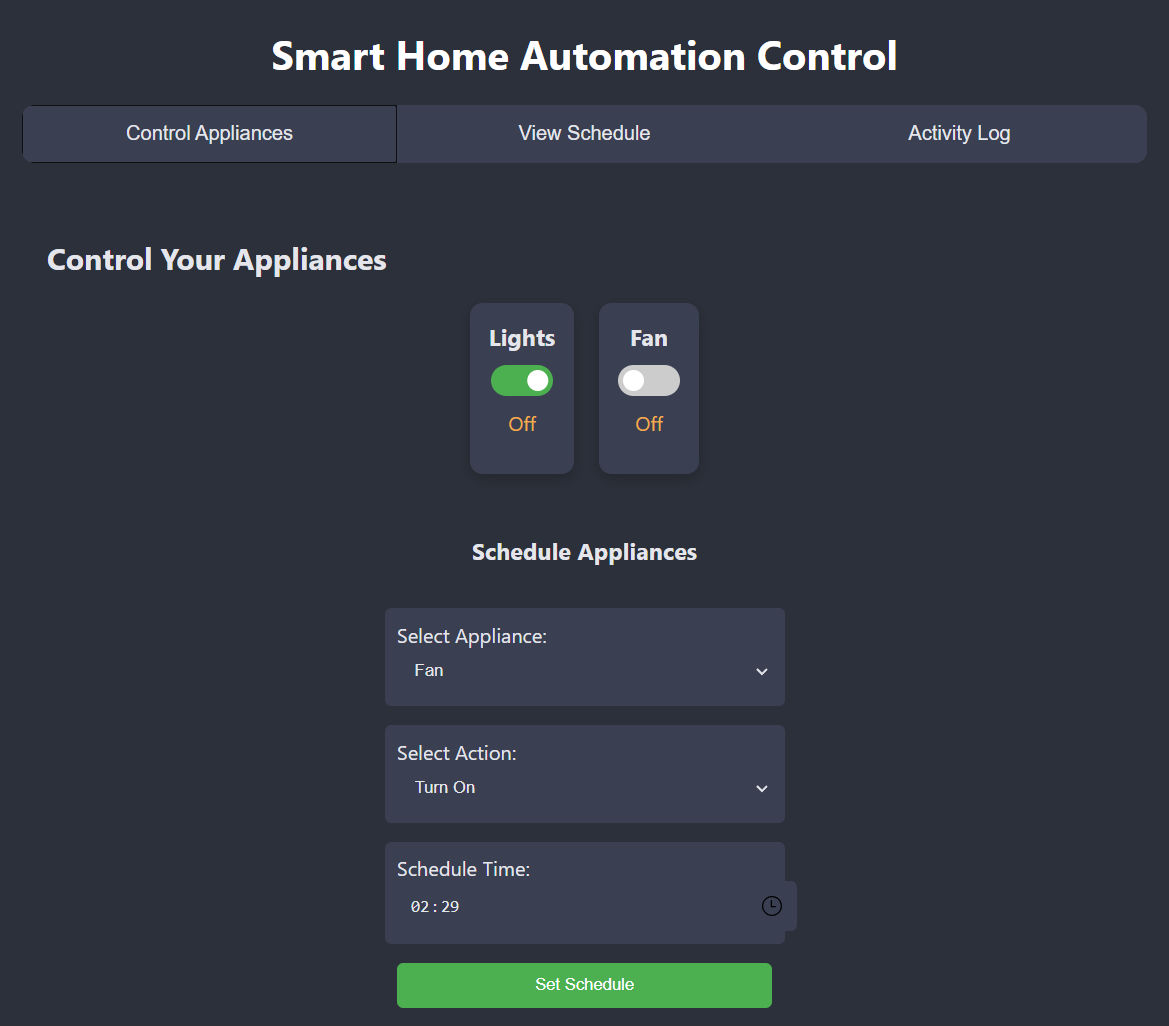 Smart Home Automation Control
Control Appliances View Schedule Activity Log
Control Your Appliances
Lights Fan
Off Off
Schedule Appliances
Select Appliance:
Fan
Select Action:
Turn On
Schedule Time:
02:29
Set Schedule